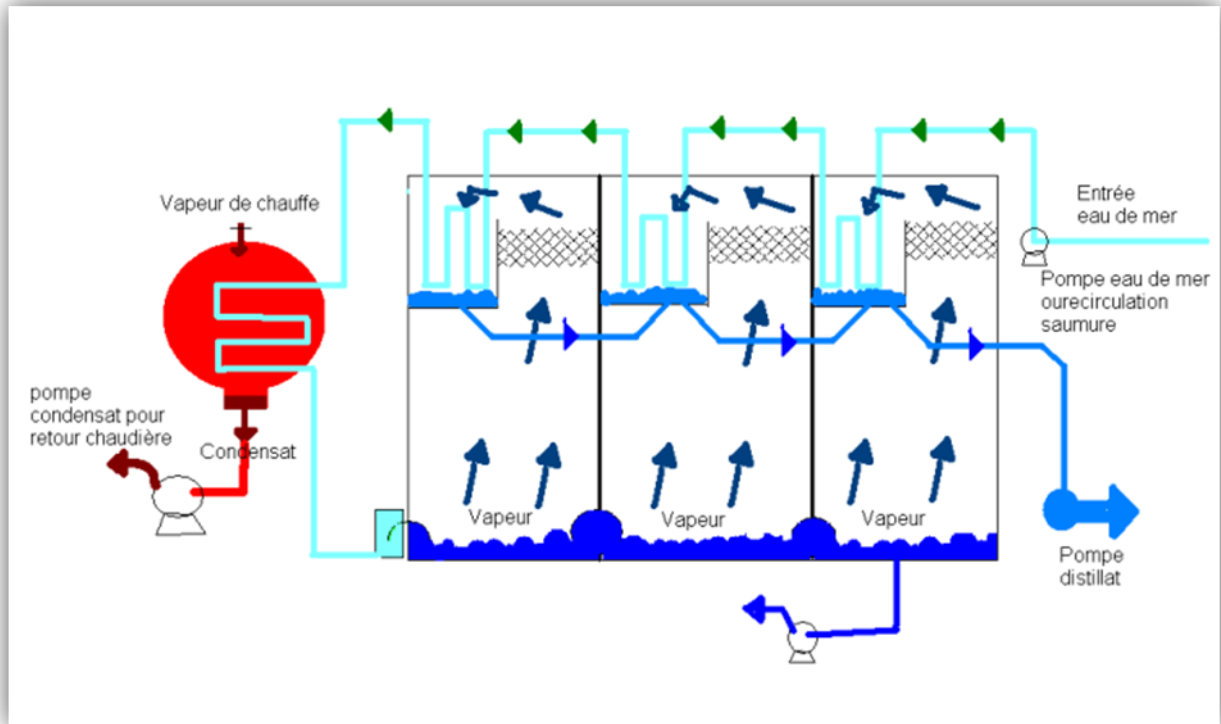 Vapeur de chauffe
Entrée
eau de mer
Pompe eau de mer
ourecirculation
saumure
pompe
condensat pour
retour chaudière
Condensat
Vapeur
Vapeur
Vapeur
Pompe
distillat